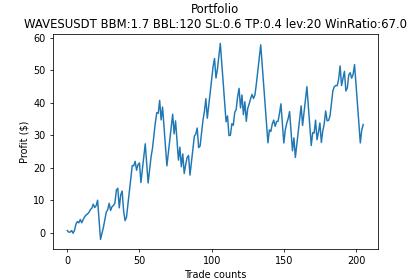 Portfolio
WAVESUSDT BBM:1.7 BBL:120 SL:0.6 TP:0.4 lev:20 WinRatio:67.0
60
50
40
30
20
10
0
Profit ($)
0 50 100 150 200
Trade counts